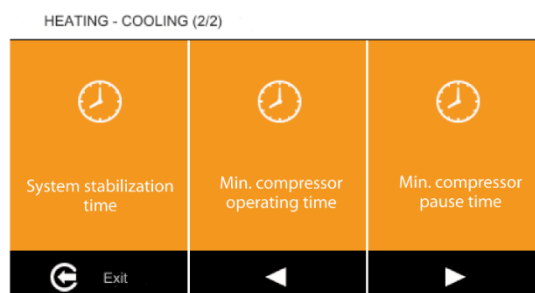 HEATING - COOLING (2/2)
System stabilization
time
Min. compressor
operating time
Min. compressor
pause time
Exit